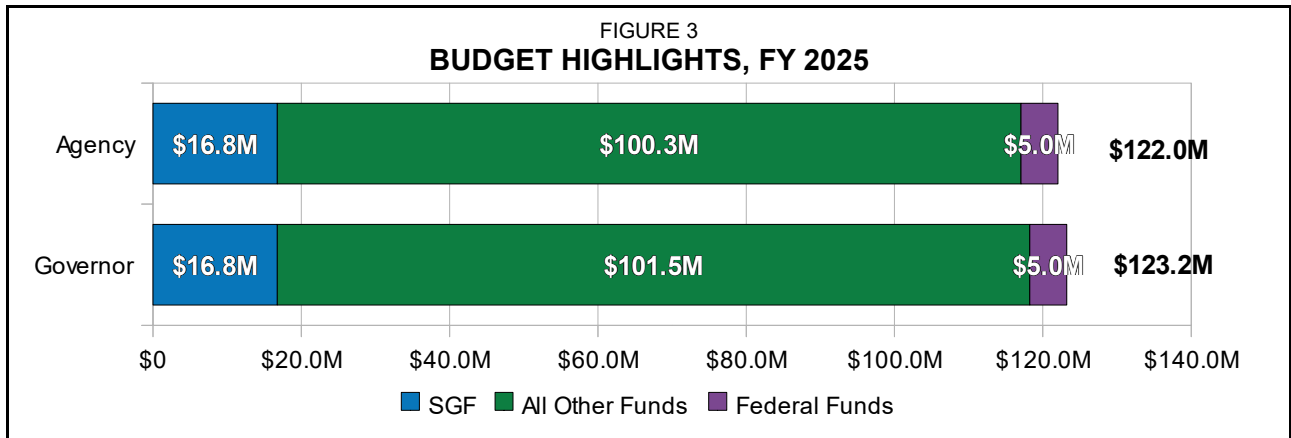 FIGURE 3
BUDGET HIGHLIGHTS, FY 2025
Agency $16.8M $100.3M $5.0M $122.0M
Governor $16.8M $101.5M $5.0M $123.2M
$0 $20.0M $40.0M $60.0M $80.0M $100.0M $120.0M $140.0M
SGF All Other Funds Federal Funds